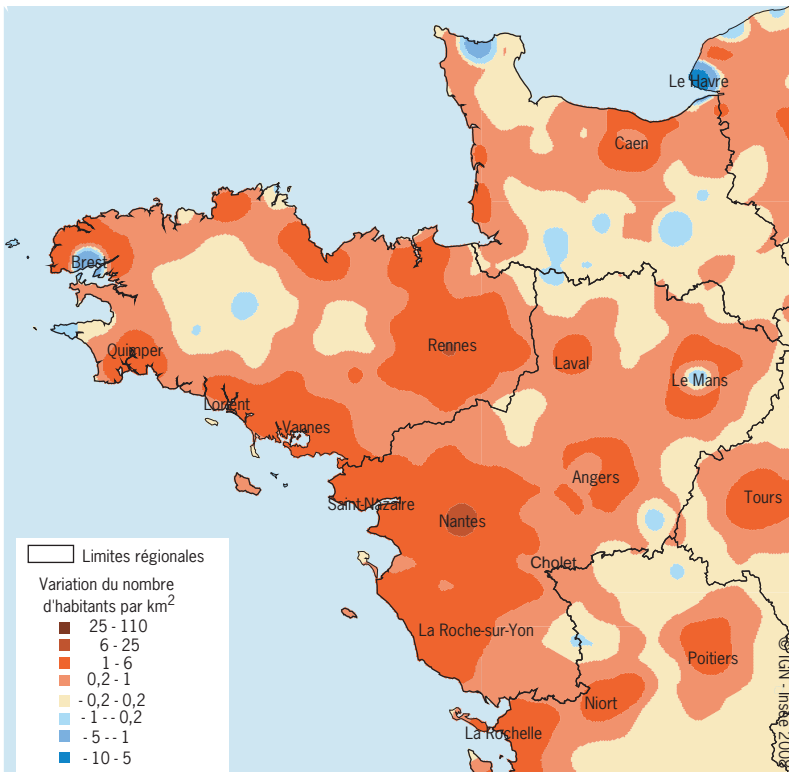 Le Havre
Caen
Brest
Quimper
Rennes
Laval
Le Mans
Lorient
Vannes
Angers
Saint-Nazaire
Nantes
Tours
Cholet
La Roche-sur-Yon
Poitiers
Niort
La Rochelle
Limites régionales
Variation du nombre
d'habitants par km2
25 - 110
6 - 25
1 - 6
0,2 - 1
- 0,2 - 0,2
- 1 - - 0,2
- 5 - - 1
- 10 - 5
© IGN - Insee 2008